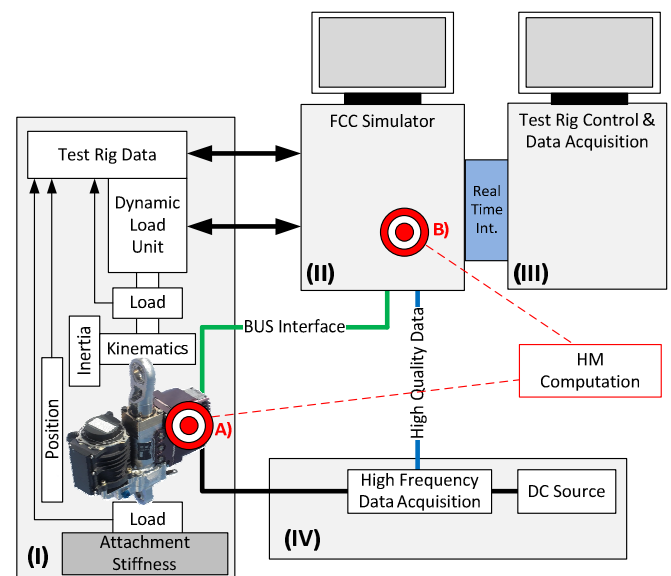 FCC Simulator
Test Rig Control &
Data Acquisition
Test Rig Data
Dynamic
Load
Unit
Real
Time
Int.
B)
(II)
(III)
Load
BUS Interface
Inertia
Kinematics
High Quality Data
HM
Computation
Position
A)
High Frequency
Data Acquisition
DC Source
Load
(I)
Attachment
Stiffness
(IV)